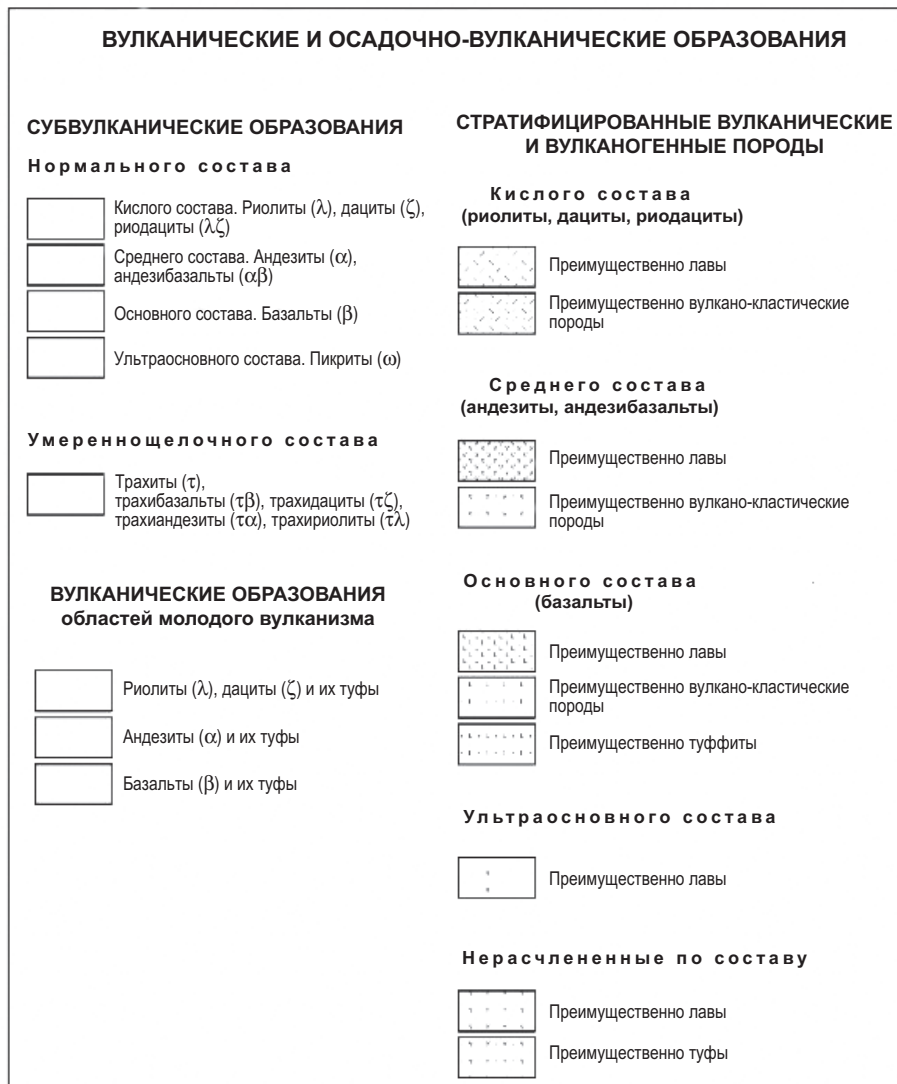 ВУЛКАНИЧЕСКИЕ И ОСАДОЧНО-ВУЛКАНИЧЕСКИЕ ОБРАЗОВАНИЯ
СУБВУЛКАНИЧЕСКИЕ ОБРАЗОВАНИЯ
Нормального состава
Кислого состава. Риолиты (λ), дациты (ζ),
риодациты (λζ)
Среднего состава. Андезиты (α),
андезибазальты (αβ)
Основного состава. Базальты (β)
Ультраосновного состава. Пикриты (ω)
Умереннощелочного состава
Трахиты (τ),
трахибазальты (τβ), трахидациты (τζ),
трахиандезиты (τα), трахириолиты (τλ)
ВУЛКАНИЧЕСКИЕ ОБРАЗОВАНИЯ
областей молодого вулканизма
Риолиты (λ), дациты (ζ) и их туфы
Андезиты (α) и их туфы
Базальты (β) и их туфы
СТРАТИФИЦИРОВАННЫЕ ВУЛКАНИЧЕСКИЕ
И ВУЛКАНОГЕННЫЕ ПОРОДЫ
Кислого состава
(риолиты, дациты, риодациты)
Преимущественно лавы
Преимущественно вулкано-кластические
породы
Среднего состава
(андезиты, андезибазальты)
Преимущественно лавы
Преимущественно вулкано-кластические
породы
Основного состава
(базальты)
Преимущественно лавы
Преимущественно вулкано-кластические
породы
Преимущественно туффиты
Ультраосновного состава
Преимущественно лавы
Нерасчлененные по составу
Преимущественно лавы
Преимущественно туфы